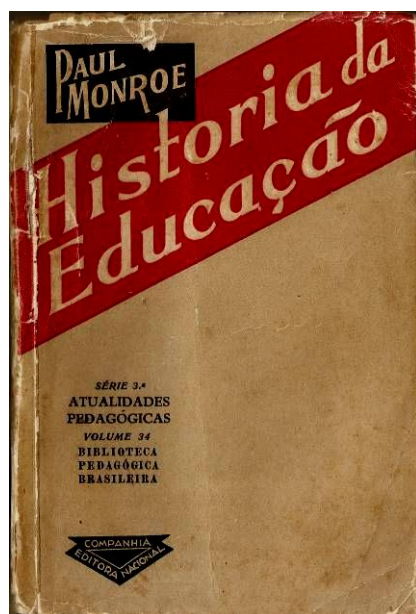 PAUL
MONROE
Historia da
Educação
SÉRIE 3.ª
ATUALIDADES
PEDAGÓGICAS
VOLUME 34
BIBLIOTECA
PEDAGÓGICA
BRASILEIRA
COMPANHIA
EDITORA NACIONAL